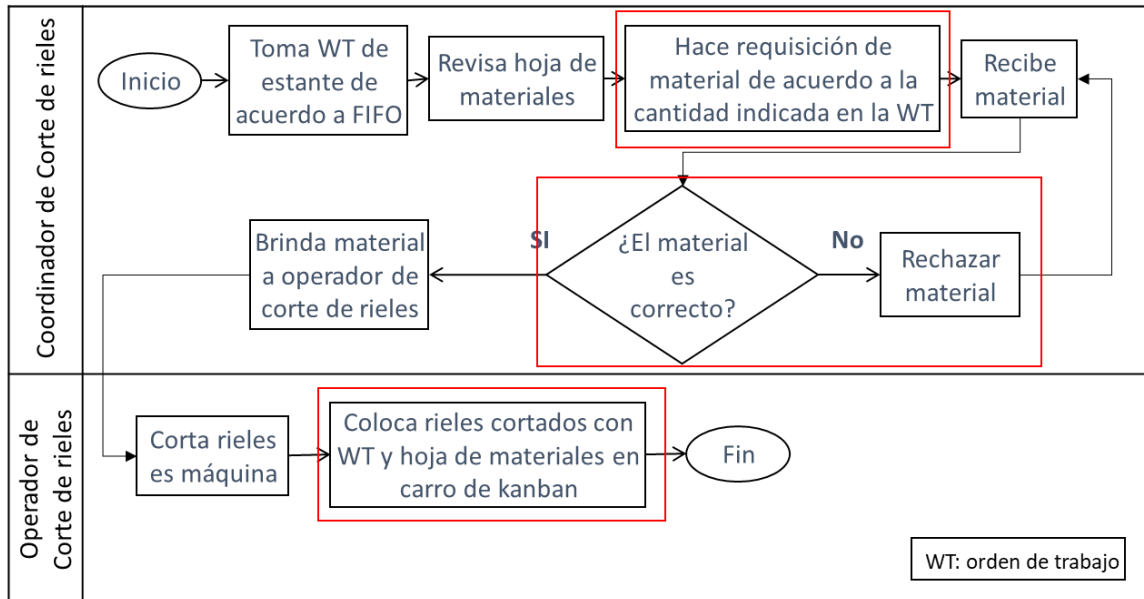 Coordinador de Corte de rieles
Inicio
Toma WT de
estante de
acuerdo a FIFO
Revisa hoja de
materiales
Hace requisición de
material de acuerdo a la
cantidad indicada en la WT
Recibe
material
Brinda material
a operador de
corte de rieles
SI
¿El material
es
correcto?
No
Rechazar
material
Operador de
Corte de rieles
Corta rieles
es máquina
Coloca rieles cortados con
WT y hoja de materiales en
carro de kanban
Fin
WT: orden de trabajo